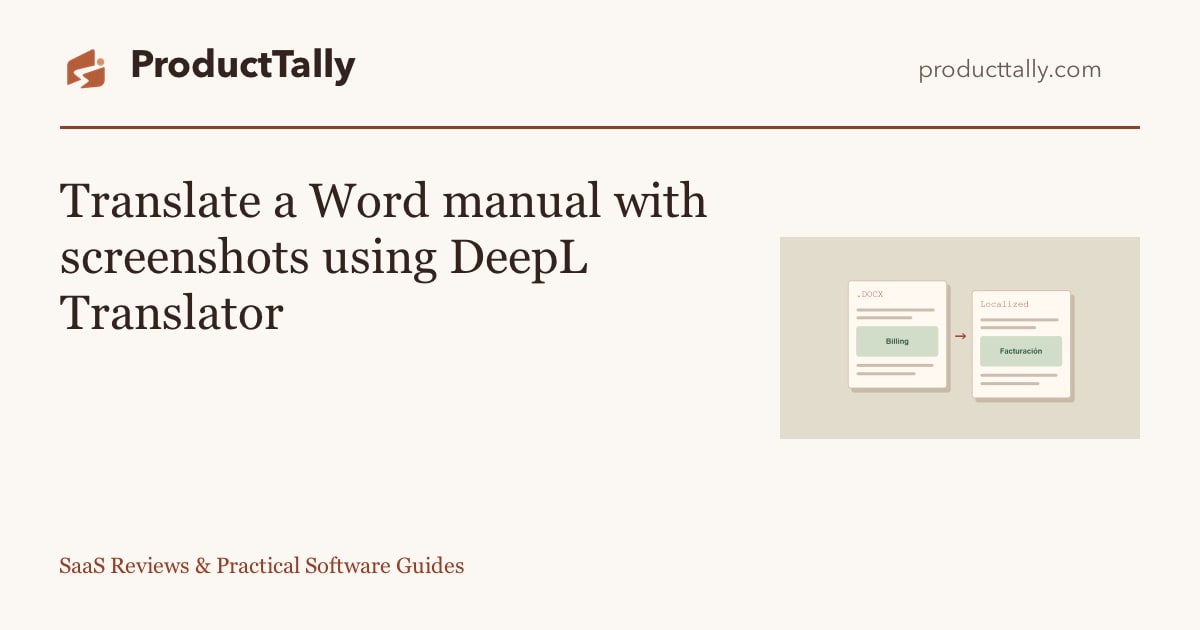 ProductTally
producttally.com
Translate a Word manual with
screenshots using DeepL
Translator
.DOCX
Billing
→
Localized
Facturación
SaaS Reviews & Practical Software Guides